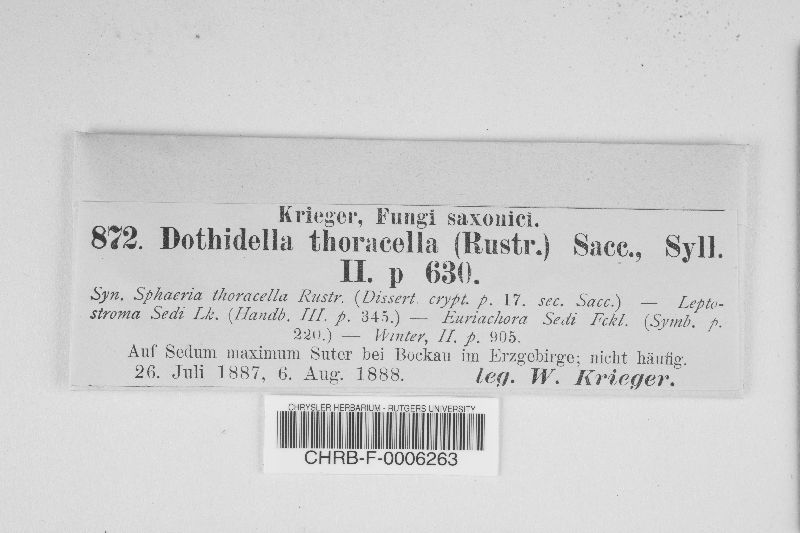 Krieger, Fungi saxonici.
872. Dothidella thoracella (Rustr.) Sacc., Syll.
II. p 630.
Syn. Sphaeria thoracella Rustr. (Dissert. crypt. p. 17. sec. Sacc.) — Lepto-
stroma Sedi Lk. (Handb. III. p. 345.) — Euriachora Sedi Fckl. (Symb. p.
220.) — Winter, II. p. 905.
Auf Sedum maximum Suter bei Bockau im Erzgebirge; nicht häufig.
26. Juli 1887, 6. Aug. 1888. leg. W. Krieger.
CHRYSLER HERBARIUM - RUTGERS UNIVERSITY
CHRB-F-0006263